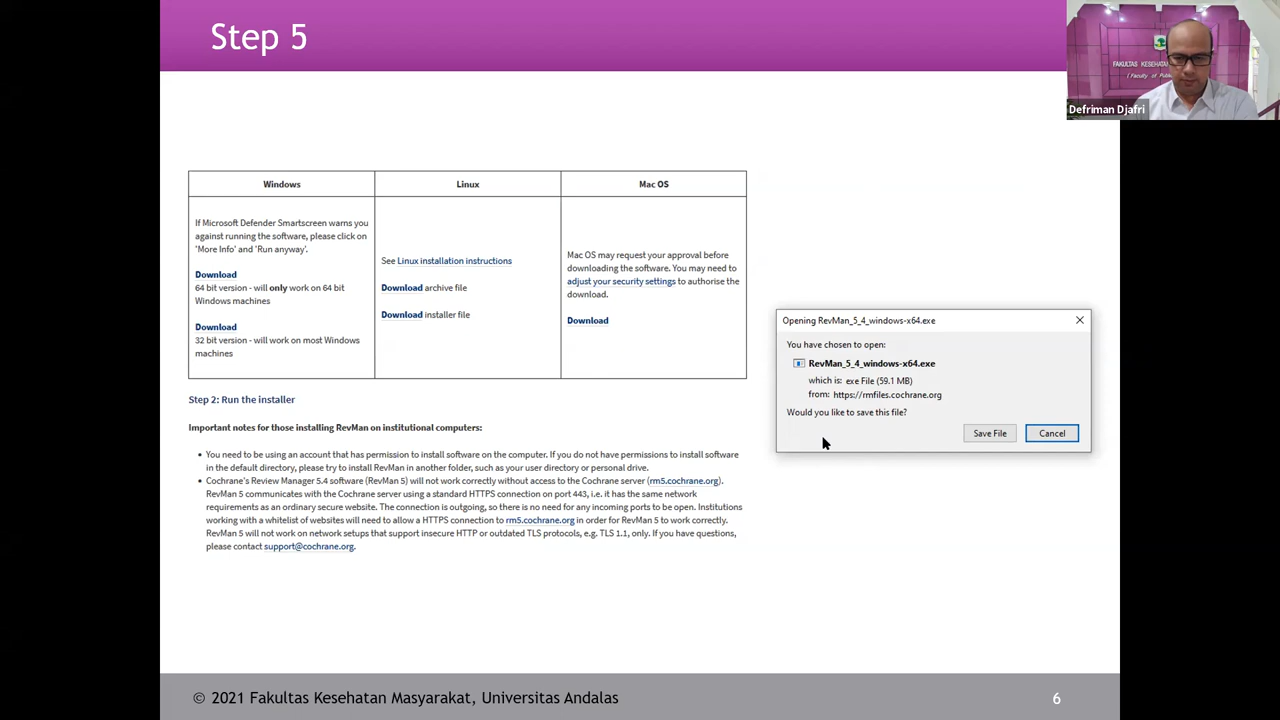 Step 5
FAKULTAS KESEHATAN
(Faculty of Public
Defriman Djafri
Windows
Linux
Mac OS
If Microsoft Defender Smartscreen warns you
against running the software, please click on
'More Info' and 'Run anyway'.
Download
64 bit version - will only work on 64 bit
Windows machines
Download
32 bit version - will work on most Windows
machines
See Linux installation instructions
Download archive file
Download installer file
Mac OS may request your approval before
downloading the software. You may need to
adjust your security settings to authorise the
download.
Download
Opening RevMan_5_4_windows-x64.exe
You have chosen to open:
RevMan_5_4_windows-x64.exe
which is: exe File (59.1 MB)
from: https://rmfiles.cochrane.org
Would you like to save this file?
Save File
Cancel
Step 2: Run the installer
Important notes for those installing RevMan on institutional computers:
• You need to be using an account that has permission to install software on the computer. If you do not have permissions to install software
in the default directory, please try to install RevMan in another folder, such as your user directory or personal drive.
• Cochrane's Review Manager 5.4 software (RevMan 5) will not work correctly without access to the Cochrane server (rm5.cochrane.org).
RevMan 5 communicates with the Cochrane server using a standard HTTPS connection on port 443, i.e. it has the same network
requirements as an ordinary secure website. The connection is outgoing, so there is no need for any incoming ports to be open. Institutions
working with a whitelist of websites will need to allow a HTTPS connection to rm5.cochrane.org in order for RevMan 5 to work correctly.
RevMan 5 will not work on network setups that support insecure HTTP or outdated TLS protocols, e.g. TLS 1.1, only. If you have questions,
please contact support@cochrane.org.
© 2021 Fakultas Kesehatan Masyarakat, Universitas Andalas
6